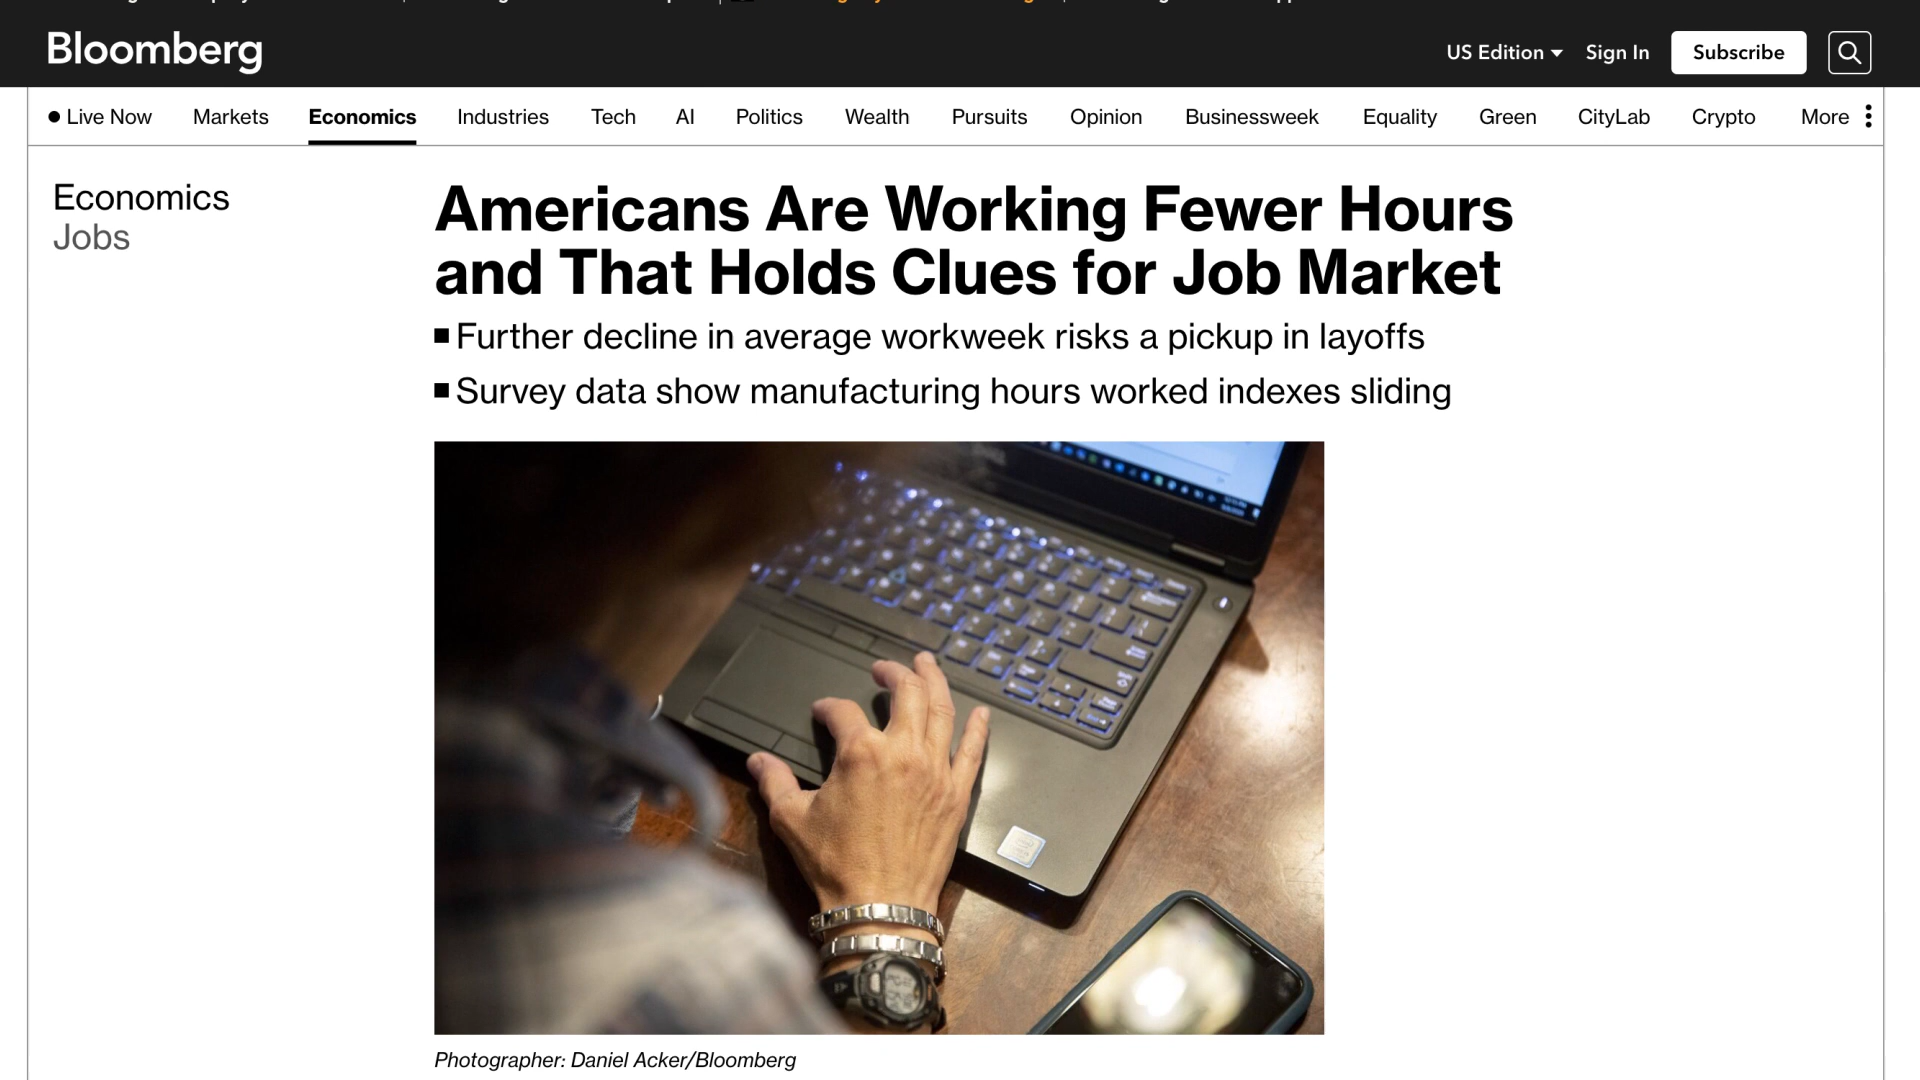 Bloomberg
US Edition
Sign In
Subscribe
Live Now
Markets
Economics
Industries
Tech
AI
Politics
Wealth
Pursuits
Opinion
Businessweek
Equality
Green
CityLab
Crypto
More
Economics
Jobs
Americans Are Working Fewer Hours
and That Holds Clues for Job Market
Further decline in average workweek risks a pickup in layoffs
Survey data show manufacturing hours worked indexes sliding
Photographer: Daniel Acker/Bloomberg